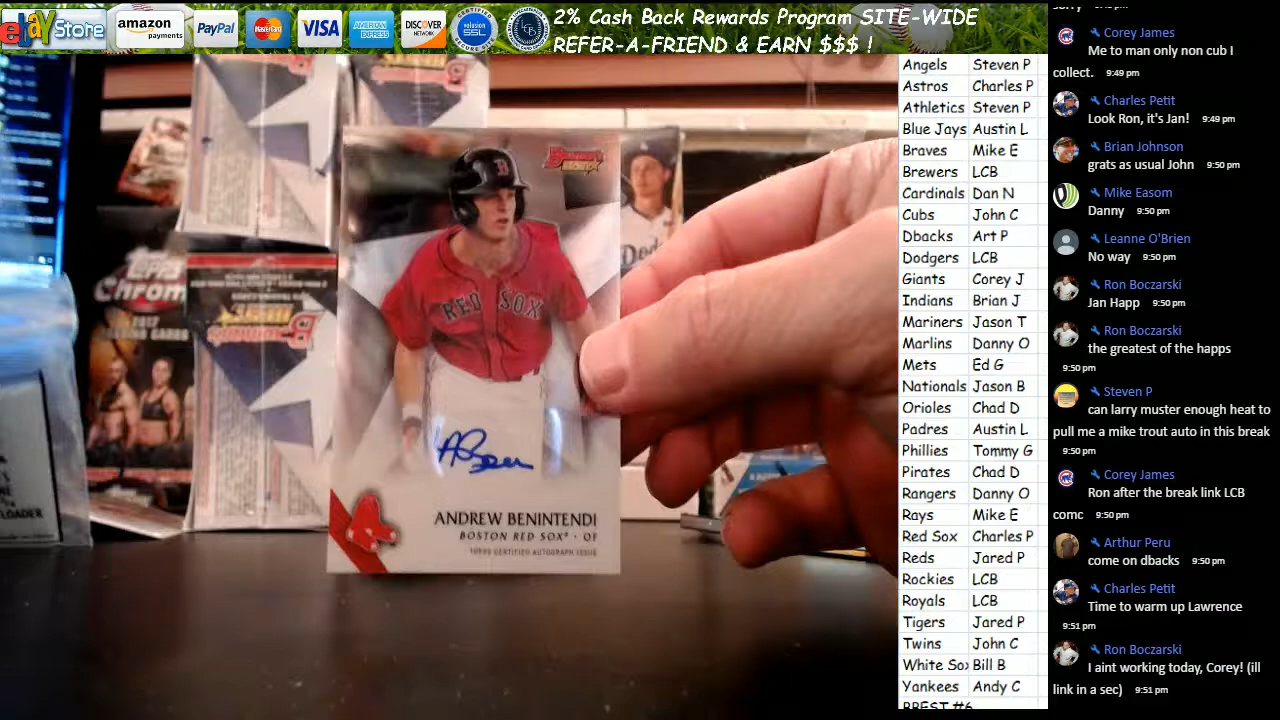 ebay Store
amazon
payments
PayPal
MasterCard
VISA
AMERICAN EXPRESS
DISCOVER NETWORK
SSL
LCB
2% Cash Back Rewards Program SITE-WIDE
REFER-A-FRIEND & EARN $$$ !
Topps
Chrome
2017
LOADER
Bowman's
BEST
Dod
RED SOX
B
ANDREW BENINTENDI
BOSTON RED SOX® · OF
TOPPS CERTIFIED AUTOGRAPH ISSUE
Angels Steven P
Astros Charles P
Athletics Steven P
Blue Jays Austin L
Braves Mike E
Brewers LCB
Cardinals Dan N
Cubs John C
Dbacks Art P
Dodgers LCB
Giants Corey J
Indians Brian J
Mariners Jason T
Marlins Danny O
Mets Ed G
Nationals Jason B
Orioles Chad D
Padres Austin L
Phillies Tommy G
Pirates Chad D
Rangers Danny O
Rays Mike E
Red Sox Charles P
Reds Jared P
Rockies LCB
Royals LCB
Tigers Jared P
Twins John C
White Sox Bill B
Yankees Andy C
BBEST #6
Corey James
Me to man only non cub I
collect. 9:49 pm
Charles Petit
Look Ron, it's Jan! 9:49 pm
Brian Johnson
grats as usual John 9:50 pm
Mike Easom
Danny 9:50 pm
Leanne O'Brien
No way 9:50 pm
Ron Boczarski
Jan Happ 9:50 pm
Ron Boczarski
the greatest of the happs
9:50 pm
Steven P
can larry muster enough heat to
pull me a mike trout auto in this break
9:50 pm
Corey James
Ron after the break link LCB
comc 9:50 pm
Arthur Peru
come on dbacks 9:50 pm
Charles Petit
Time to warm up Lawrence
9:51 pm
Ron Boczarski
I aint working today, Corey! (ill
link in a sec) 9:51 pm